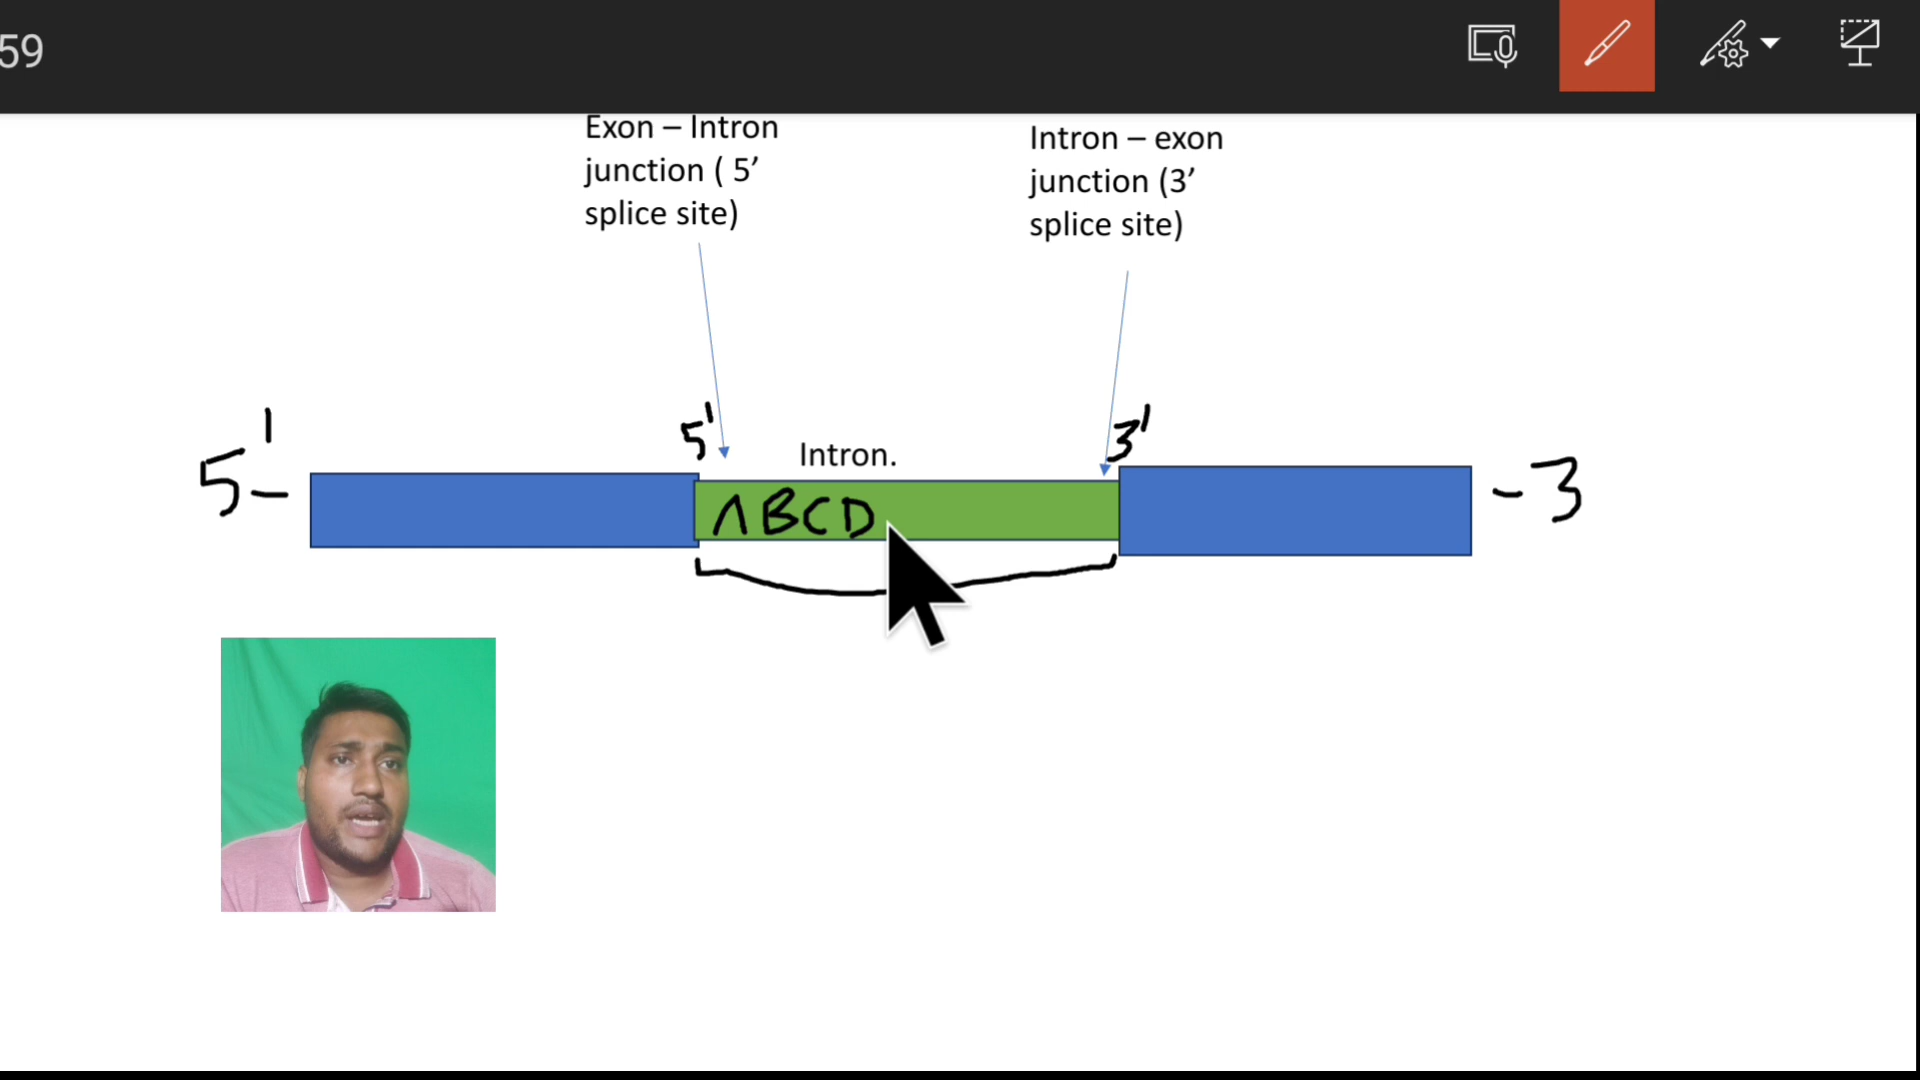 59
Exon – Intron
junction ( 5’
splice site)
Intron – exon
junction (3’
splice site)
5' 3'
Intron.
5'- ABCD -3